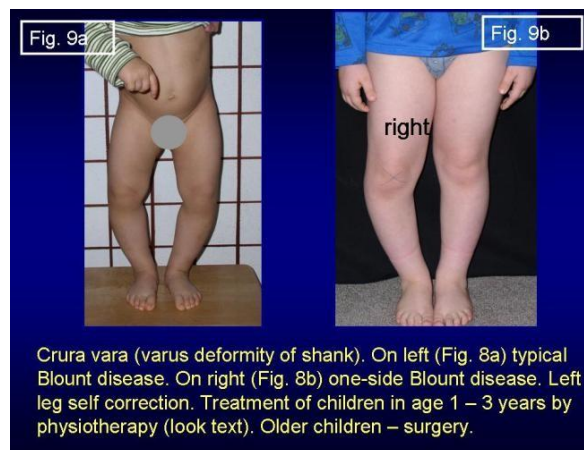 Fig. 9a
Fig. 9b
right
Crura vara (varus deformity of shank). On left (Fig. 8a) typical
Blount disease. On right (Fig. 8b) one-side Blount disease. Left
leg self correction. Treatment of children in age 1 – 3 years by
physiotherapy (look text). Older children – surgery.